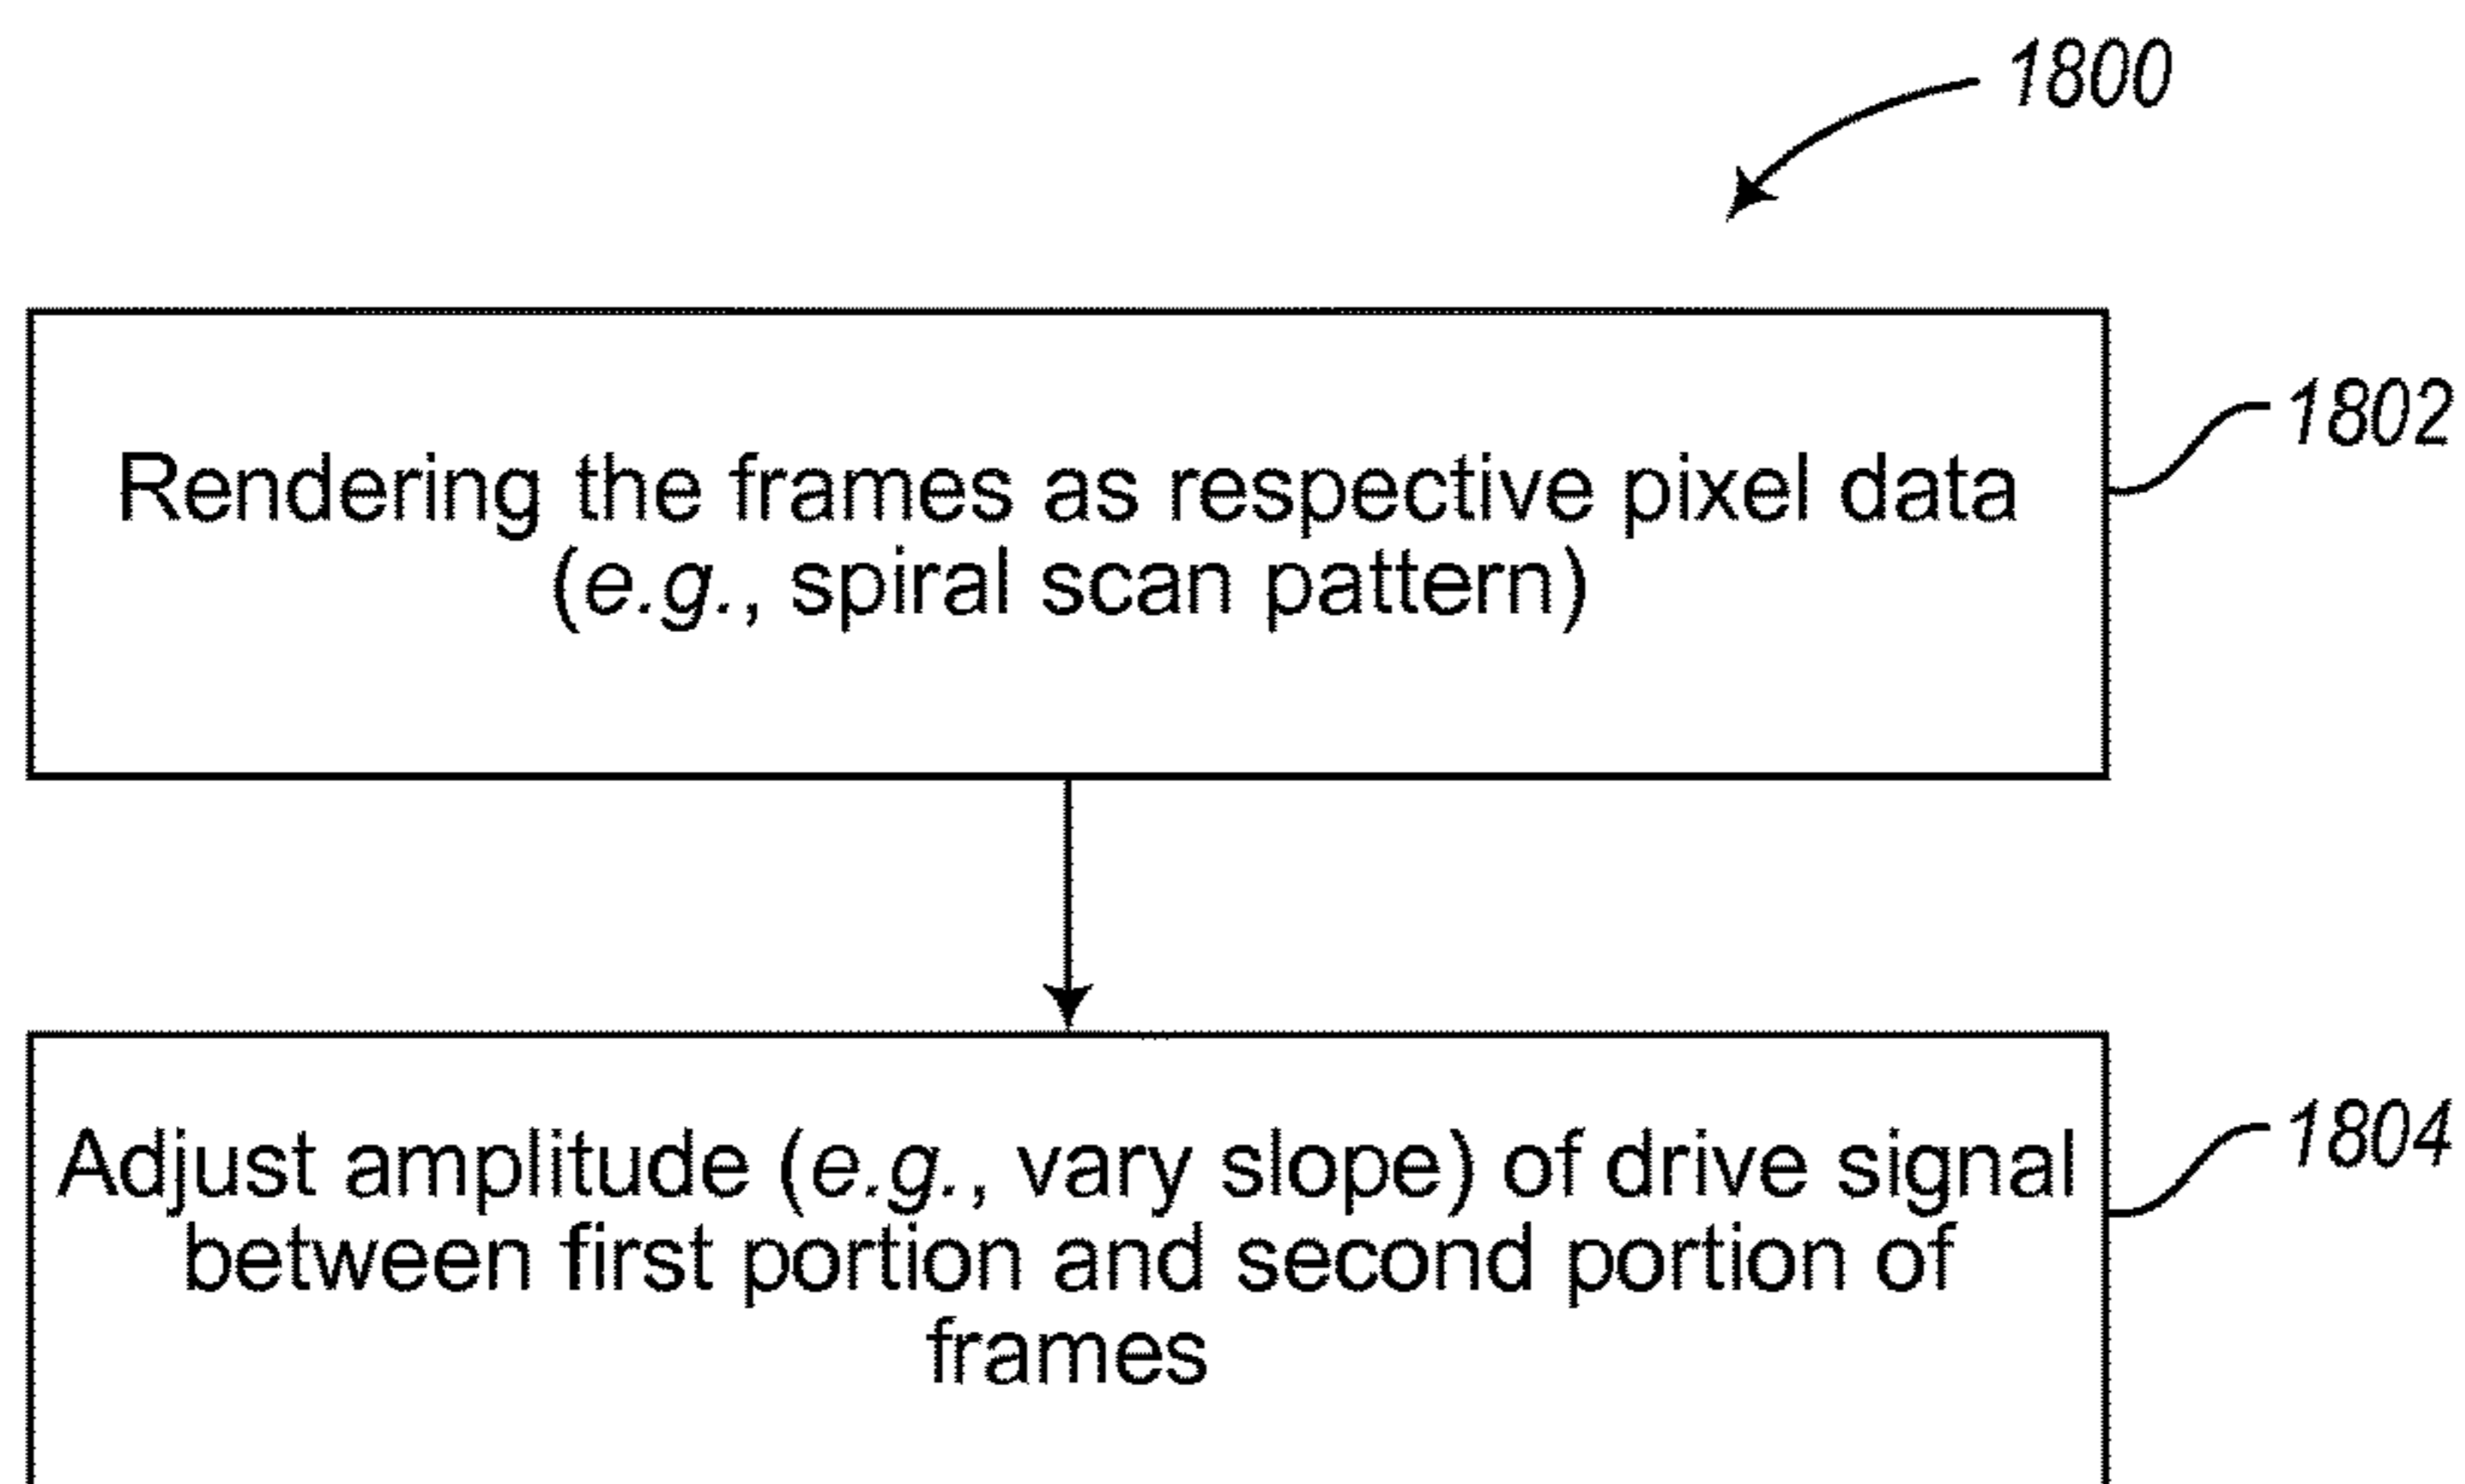 1800
Rendering the frames as respective pixel data
(e.g., spiral scan pattern)
1802
Adjust amplitude (e.g., vary slope) of drive signal
between first portion and second portion of
frames
1804